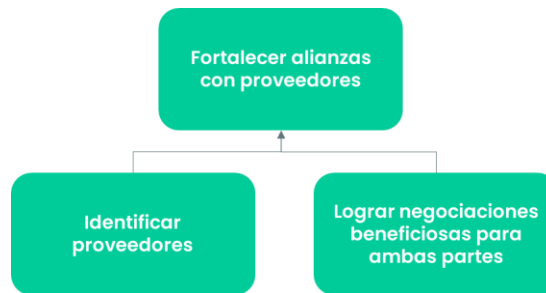 Fortalecer alianzas
con proveedores
Identificar
proveedores
Lograr negociaciones
beneficiosas para
ambas partes